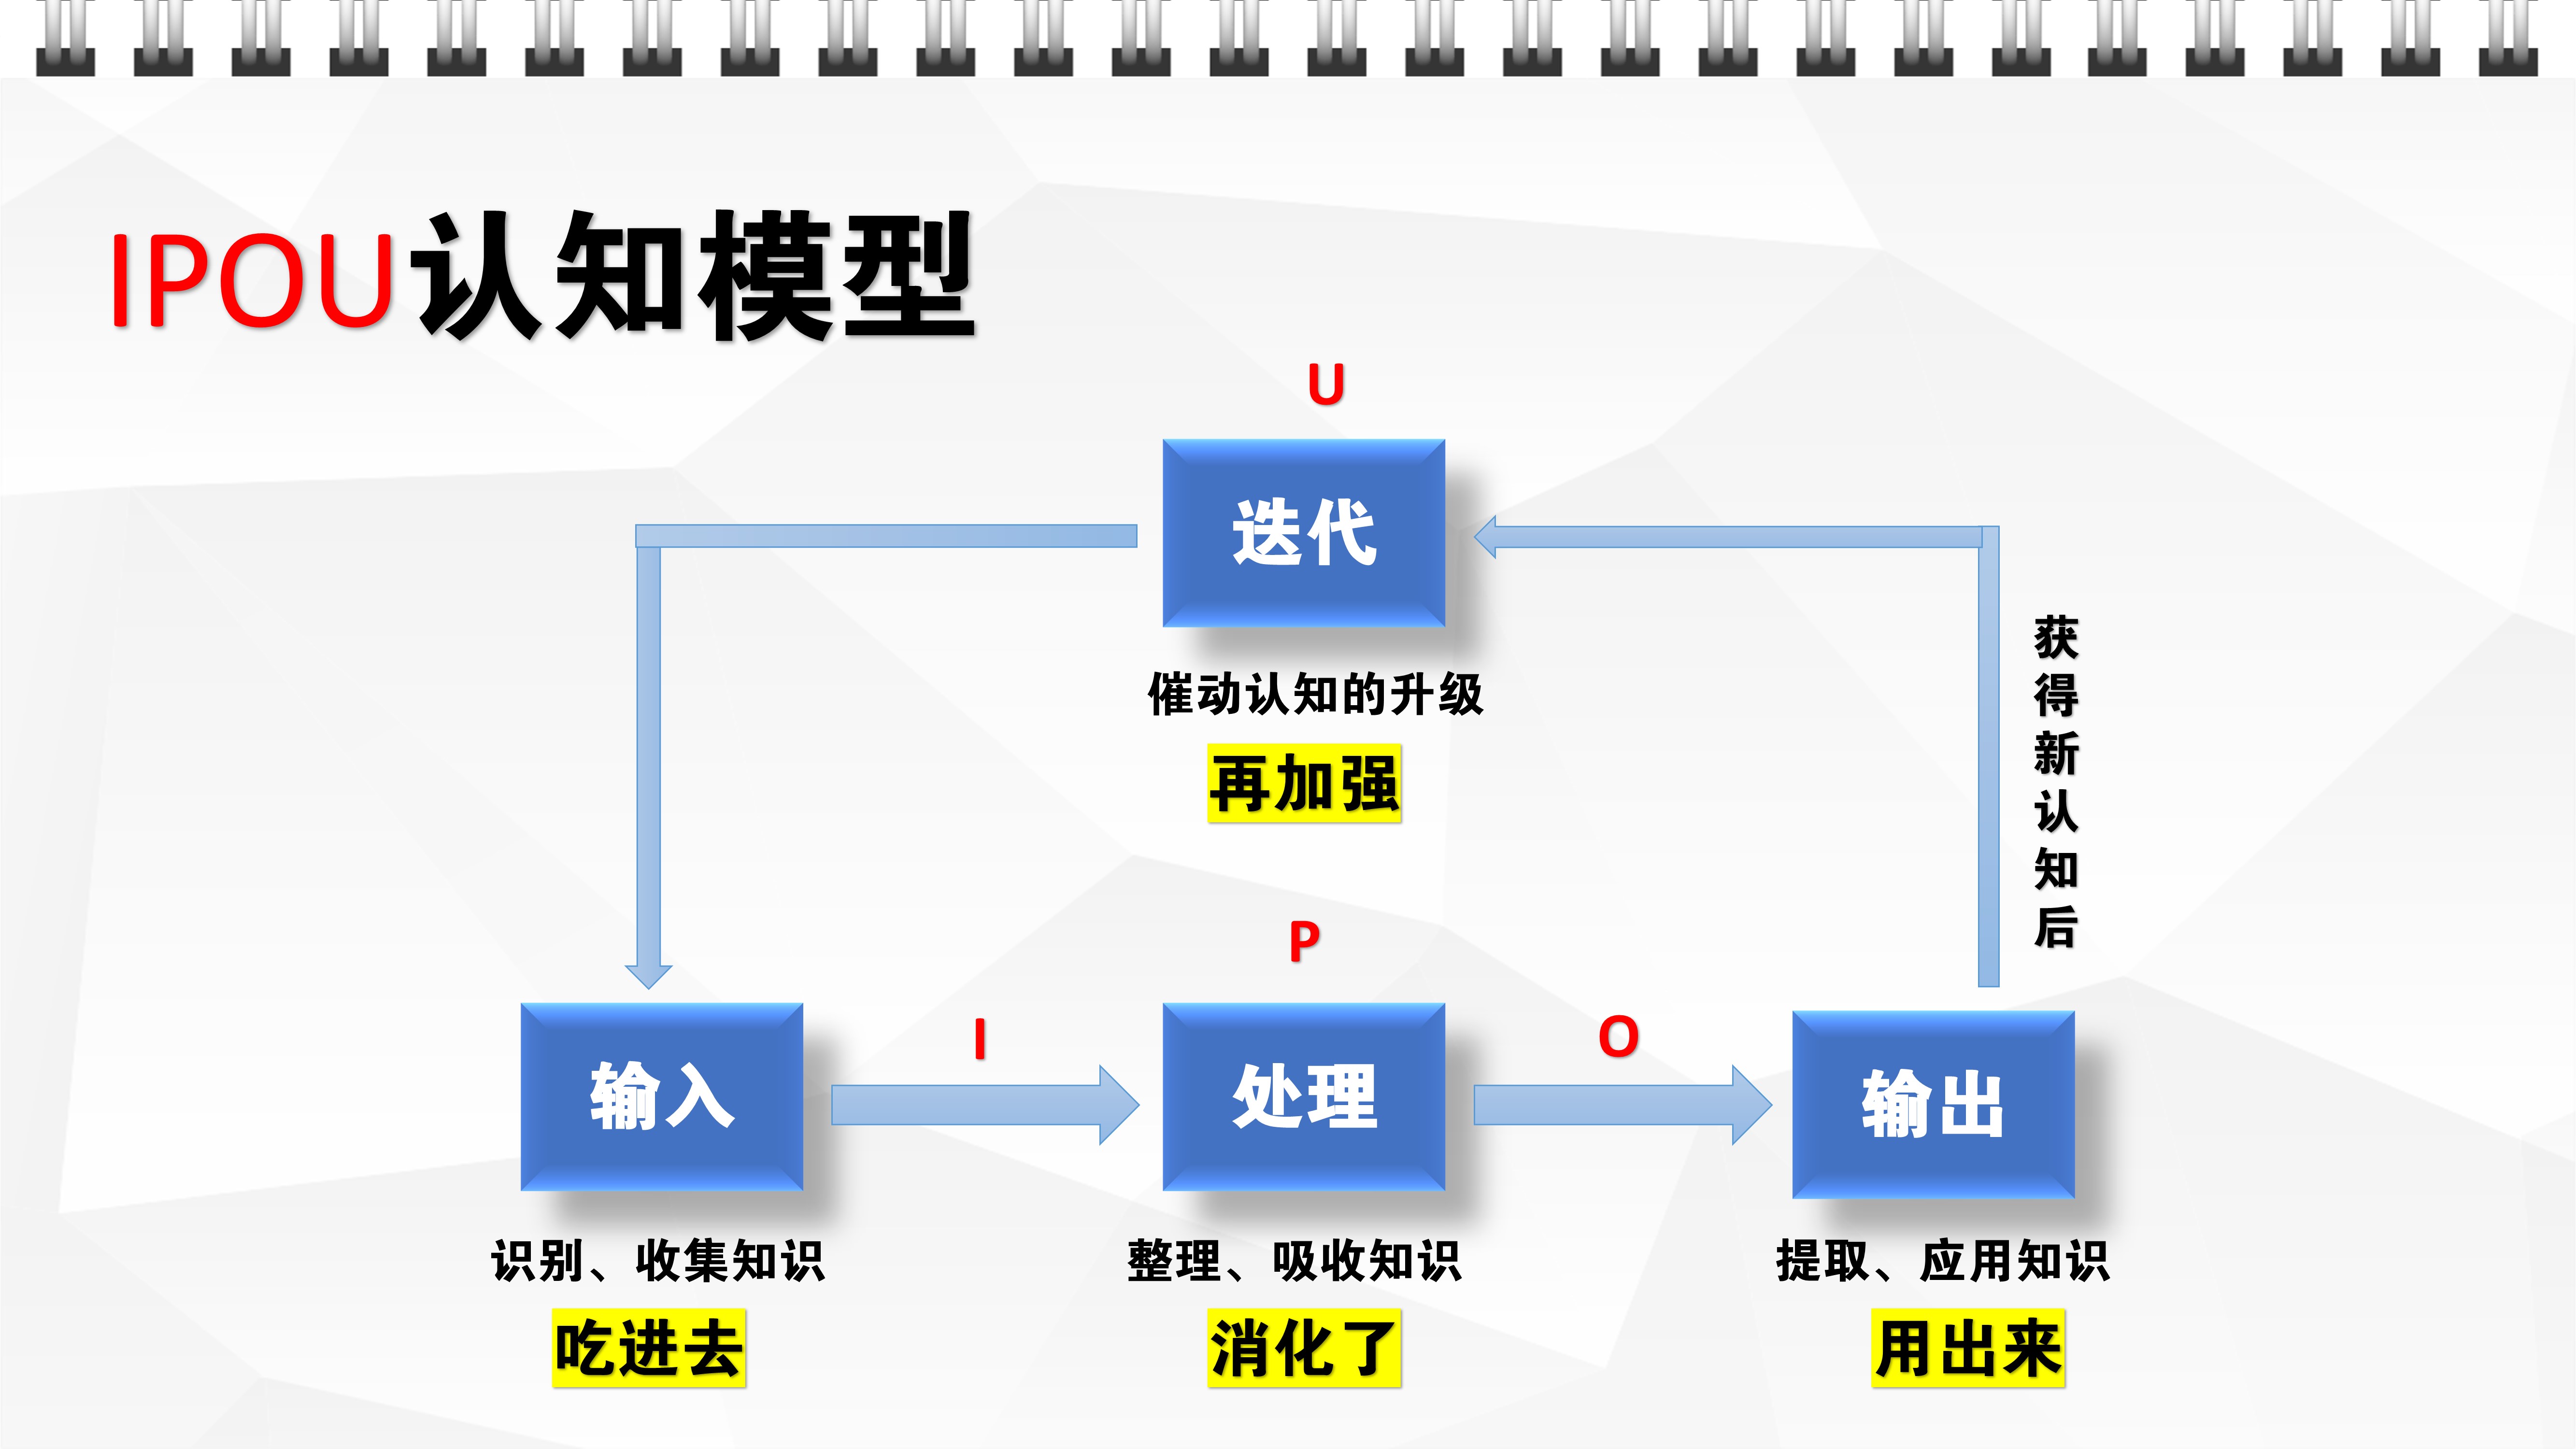 IPOU认知模型
U
迭代
催动认知的升级
再加强
获得新认知后
P
I
O
输入
处理
输出
识别、收集知识
整理、吸收知识
提取、应用知识
吃进去
消化了
用出来